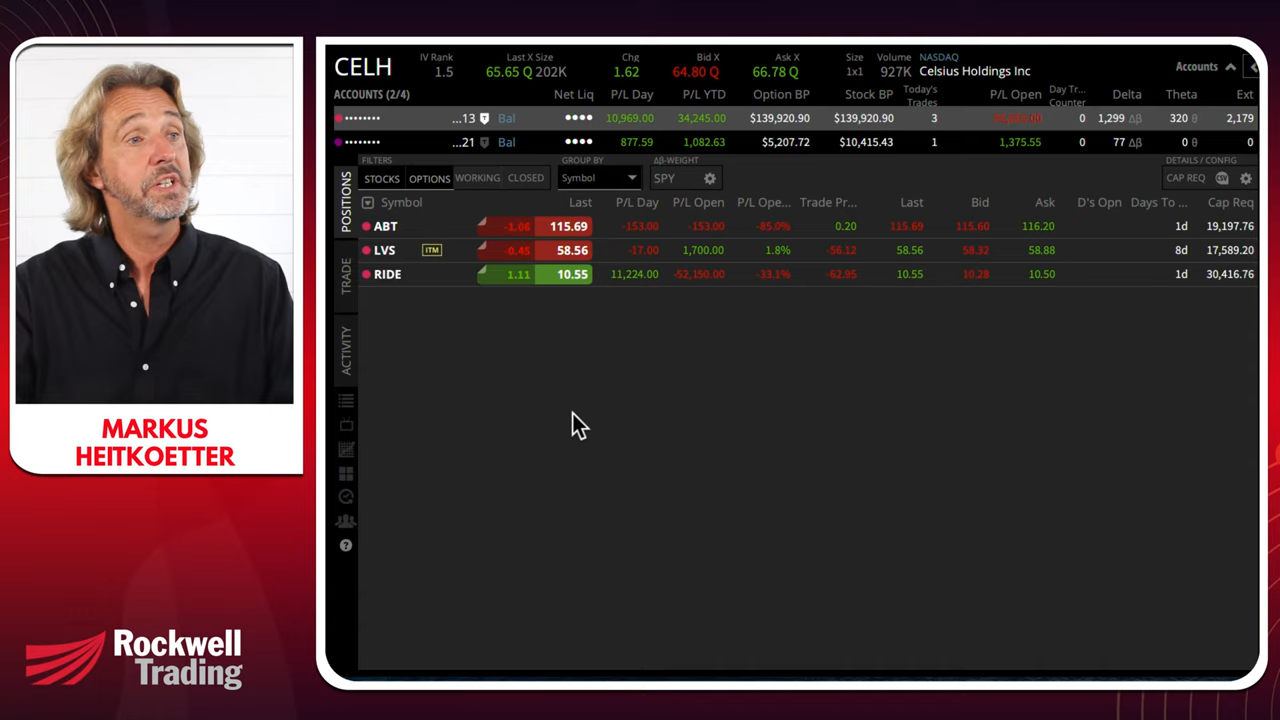 CELH
IV Rank
1.5
Last X Size
65.65 Q 202K
Chg
1.62
Bid X
64.80 Q
Ask X
66.78 Q
Size
1x1
Volume
927K
NASDAQ
Celsius Holdings Inc
Accounts
ACCOUNTS (2/4) Net Liq P/L Day P/L YTD Option BP Stock BP Today's Trades P/L Open Day Tr... Counter Delta Theta Ext
•••••••• ...13 Bal •••• 10,969.00 34,245.00 $139,920.90 $139,920.90 3 0 1,299 Δβ 320 θ 2,179
•••••••• ...21 Bal •••• 877.59 1,082.63 $5,207.72 $10,415.43 1 1,375.55 0 77 Δβ 0 θ 0
FILTERS GROUP BY Δβ-WEIGHT DETAILS / CONFIG
STOCKS OPTIONS WORKING CLOSED Symbol SPY CAP REQ CSV
POSITIONS
TRADE
ACTIVITY
Symbol Last P/L Day P/L Open P/L Ope... Trade Pr... Last Bid Ask D's Opn Days To ... Cap Req
ABT -1.08 115.69 -153.00 -153.00 -85.0% 0.20 115.69 115.60 116.20 1d 19,197.76
LVS ITM -0.45 58.56 -17.00 1,700.00 1.8% -56.12 58.56 58.32 58.88 8d 17,589.20
RIDE 1.11 10.55 11,224.00 -52,150.00 -33.1% -62.95 10.55 10.28 10.50 1d 30,416.76
?
MARKUS
HEITKOETTER
Rockwell
Trading